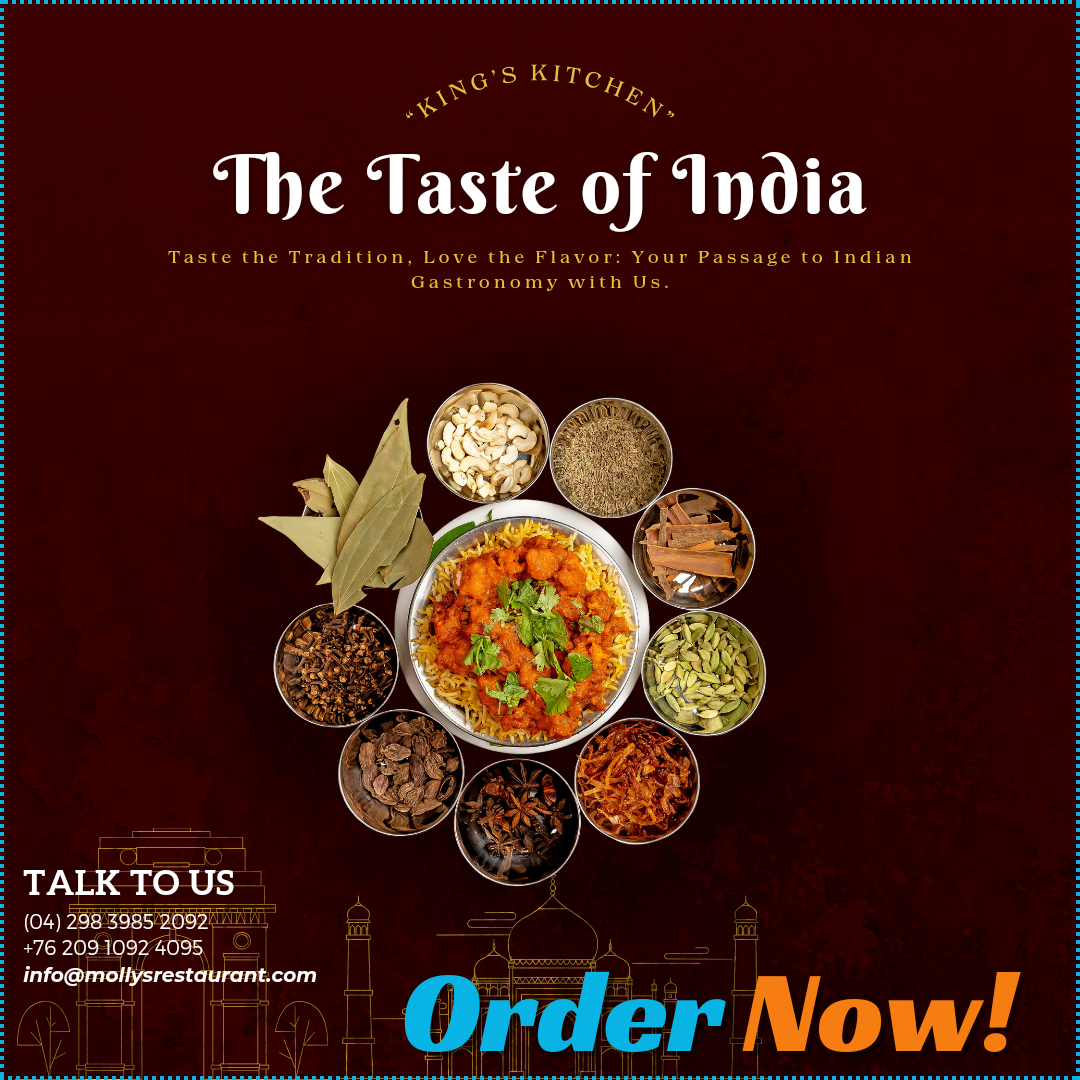 “KING’S KITCHEN”
The Taste of India
Taste the Tradition, Love the Flavor: Your Passage to Indian
Gastronomy with Us.
TALK TO US
(04) 298 3985 2092
+76 209 1092 4095
info@mollysrestaurant.com
Order Now!